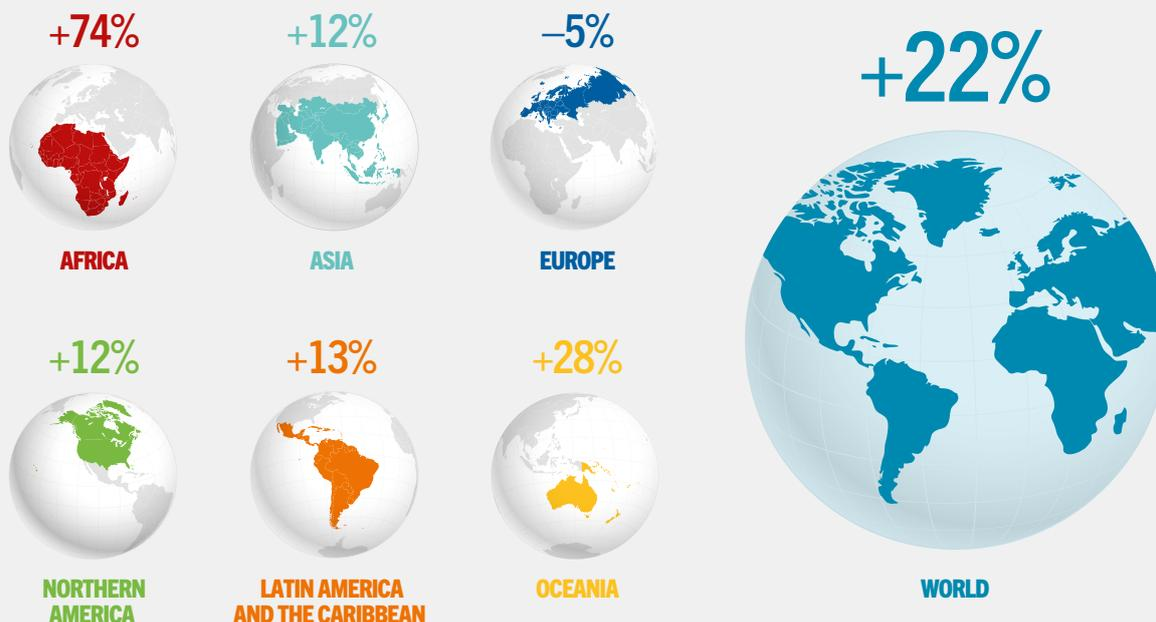 +74%
AFRICA
+12%
ASIA
–5%
EUROPE
+12%
NORTHERN
AMERICA
+13%
LATIN AMERICA
AND THE CARIBBEAN
+28%
OCEANIA
+22%
WORLD